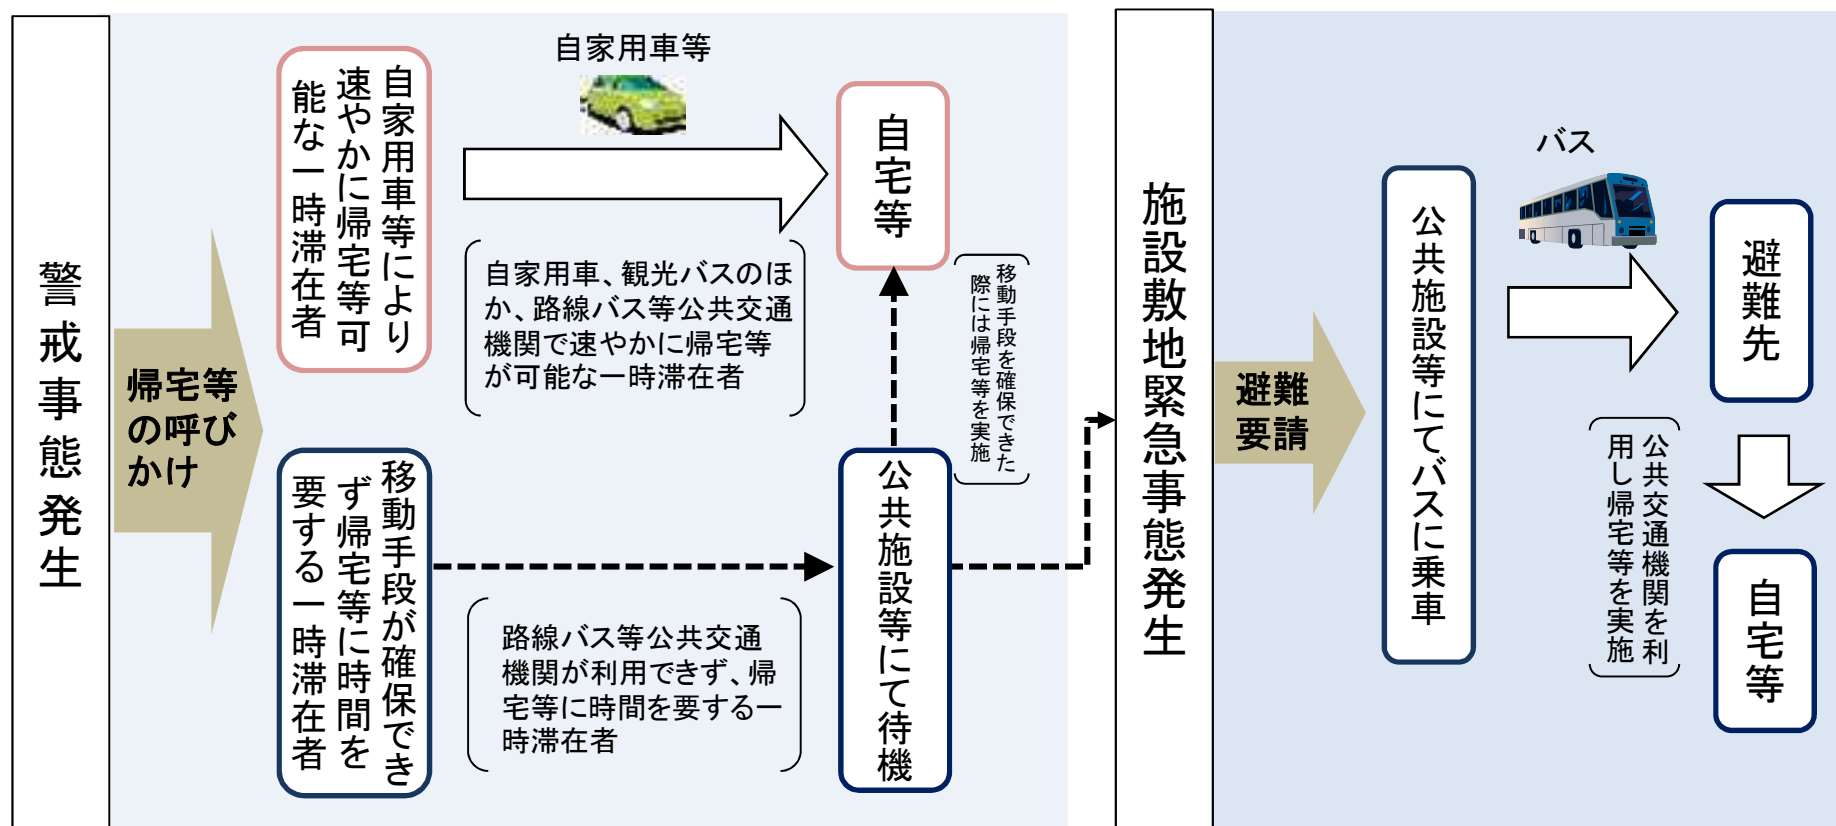 警戒事態発生
帰宅等
の呼び
かけ
自家用車等により
速やかに帰宅等可
能な一時滞在者
自家用車等
自宅等
自家用車、観光バスのほ
か、路線バス等公共交通
機関で速やかに帰宅等
が可能な一時滞在者
移動手段を確保できた
際には帰宅等を実施
移動手段が確保でき
ず帰宅等に時間を
要する一時滞在者
路線バス等公共交通
機関が利用できず、帰
宅等に時間を要する一
時滞在者
公共施設等にて待機
施設敷地緊急事態発生
避難
要請
公共施設等にてバスに乗車
バス
避難先
公共交通機関を利
用し帰宅等を実施
自宅等